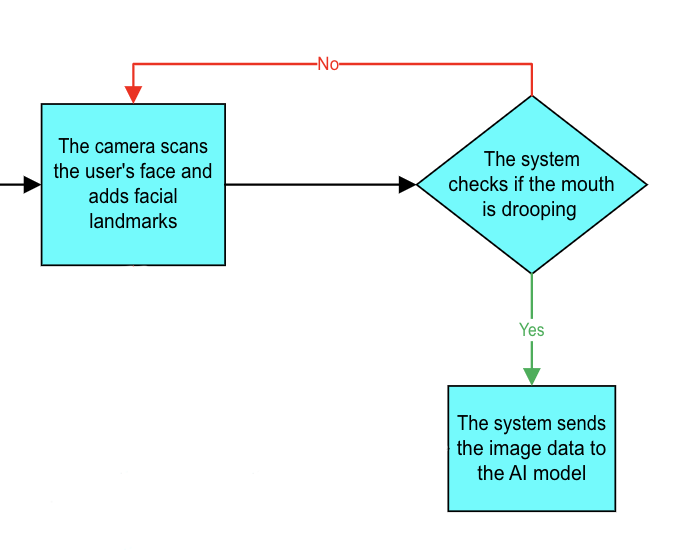 No
The camera scans
the user's face and
adds facial
landmarks
The system
checks if the mouth
is drooping
Yes
The system sends
the image data to
the AI model